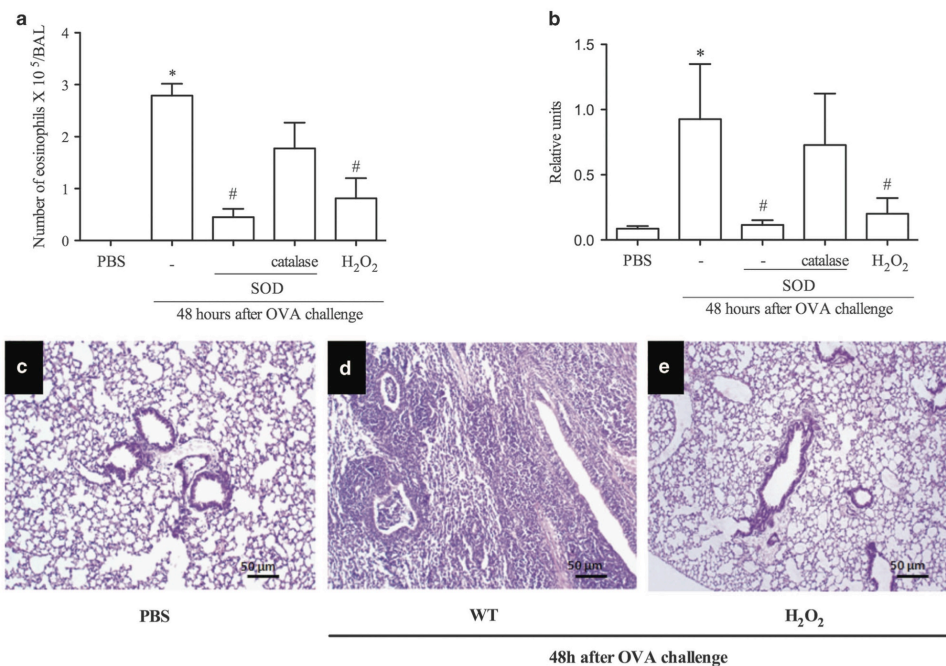 a
Number of eosinophils X 10⁵/BAL
4
3
2
1
0
*
#
#
PBS
-
catalase
H₂O₂
SOD
48 hours after OVA challenge
b
Relative units
1.5
1.0
0.5
0.0
*
#
#
PBS
-
-
catalase
H₂O₂
SOD
48 hours after OVA challenge
c
50 µm
d
50 µm
e
50 µm
PBS
WT
H₂O₂
48h after OVA challenge